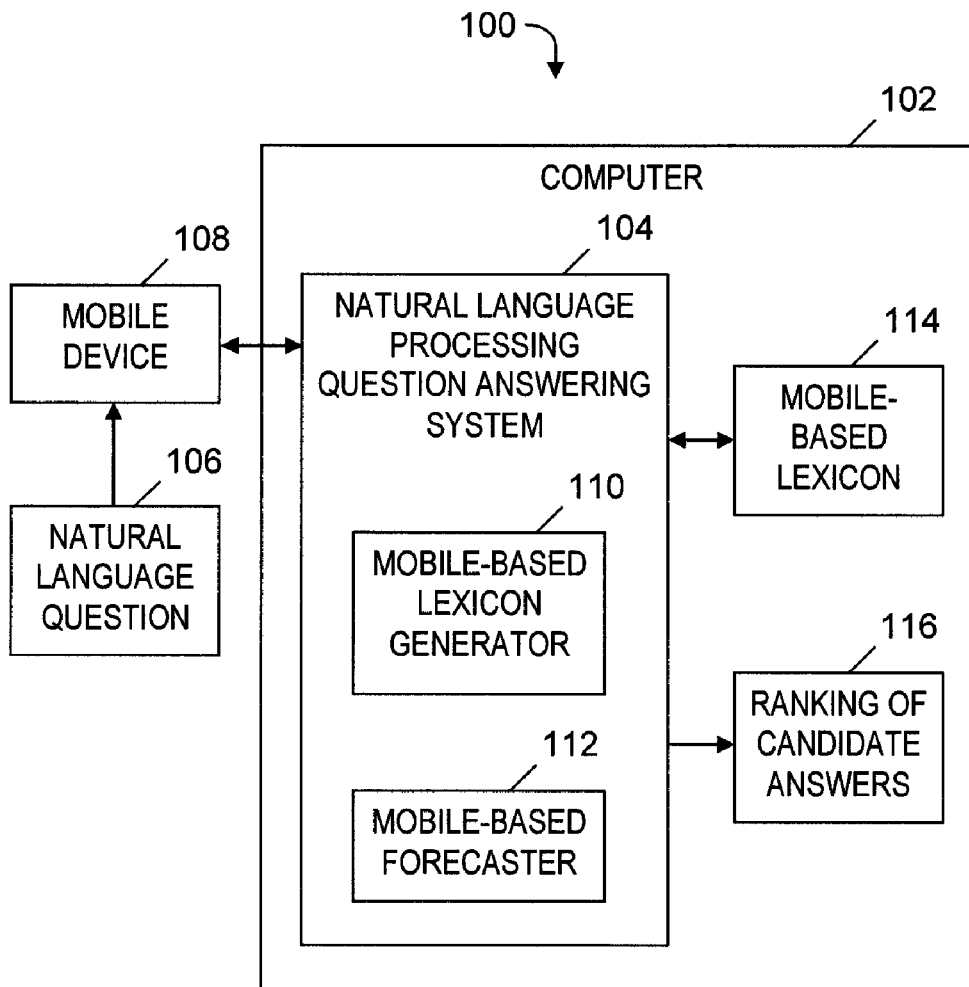 100
102
COMPUTER
108
MOBILE
DEVICE
106
NATURAL
LANGUAGE
QUESTION
104
NATURAL LANGUAGE
PROCESSING
QUESTION ANSWERING
SYSTEM
110
MOBILE-BASED
LEXICON
GENERATOR
112
MOBILE-BASED
FORECASTER
114
MOBILE-
BASED
LEXICON
116
RANKING OF
CANDIDATE
ANSWERS